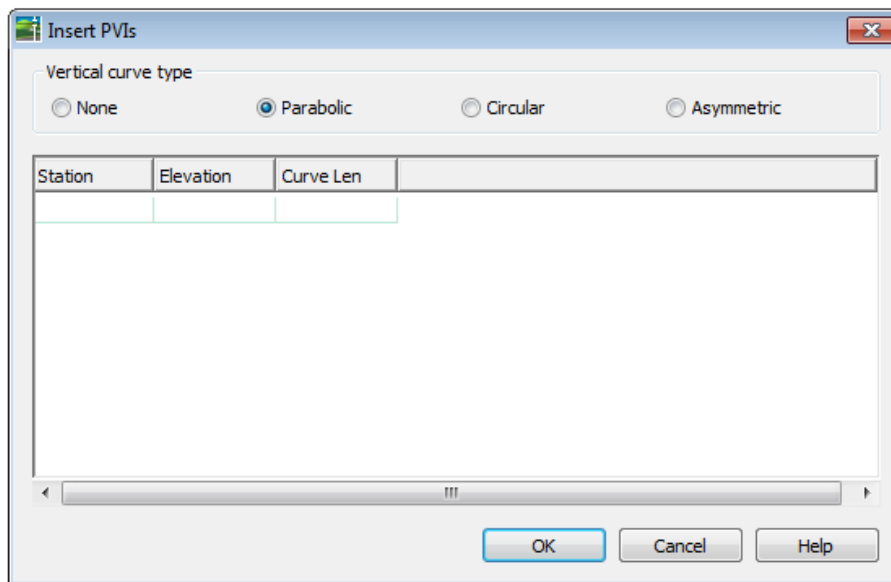 Insert PVIs
Vertical curve type
None Parabolic Circular Asymmetric
Station Elevation Curve Len
OK Cancel Help